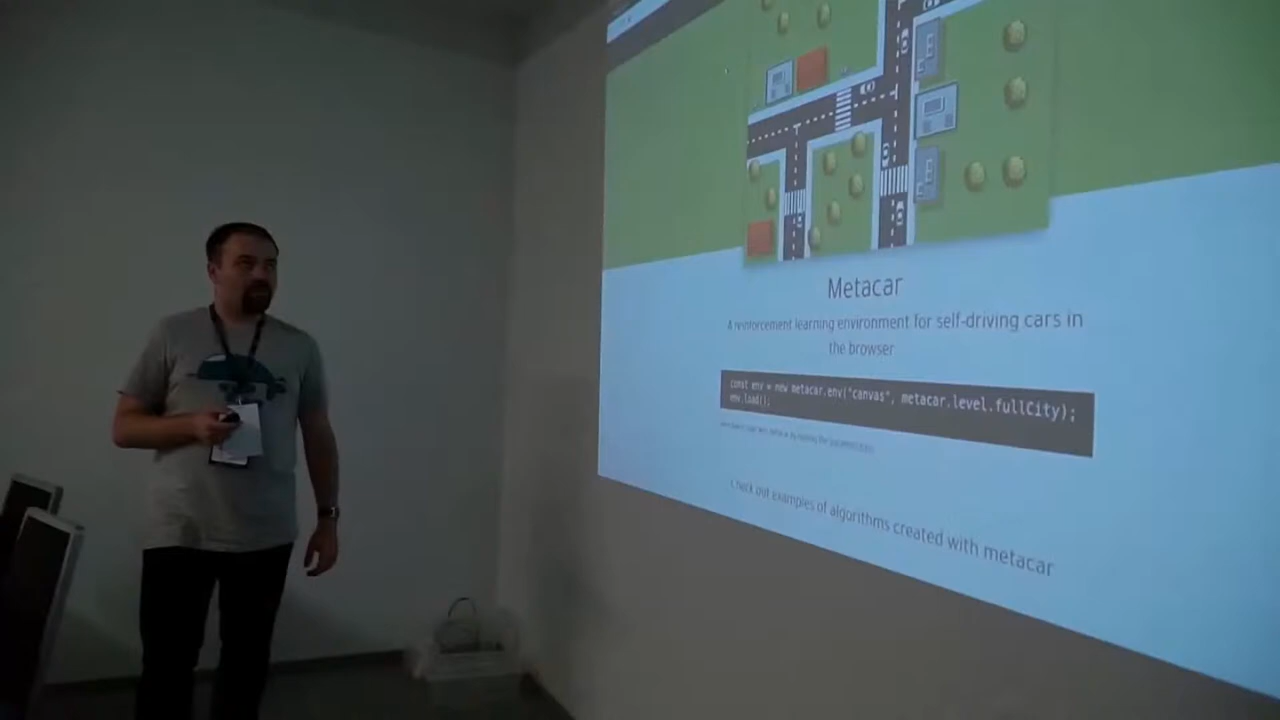 Metacar
A reinforcement learning environment for self-driving cars in
the browser
const env = new metacar.env("canvas", metacar.level.fullCity);
env.load();
Check out examples of algorithms created with metacar